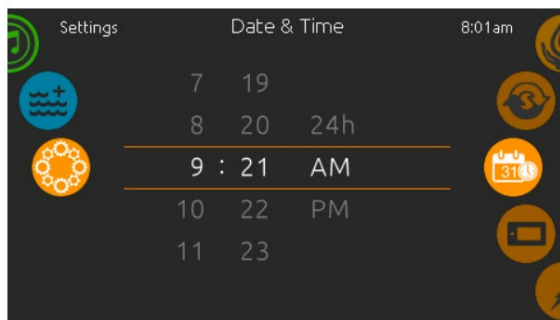 Settings Date & Time 8:01am
7 19
8 20 24h
9 : 21 AM
10 22 PM
11 23
31